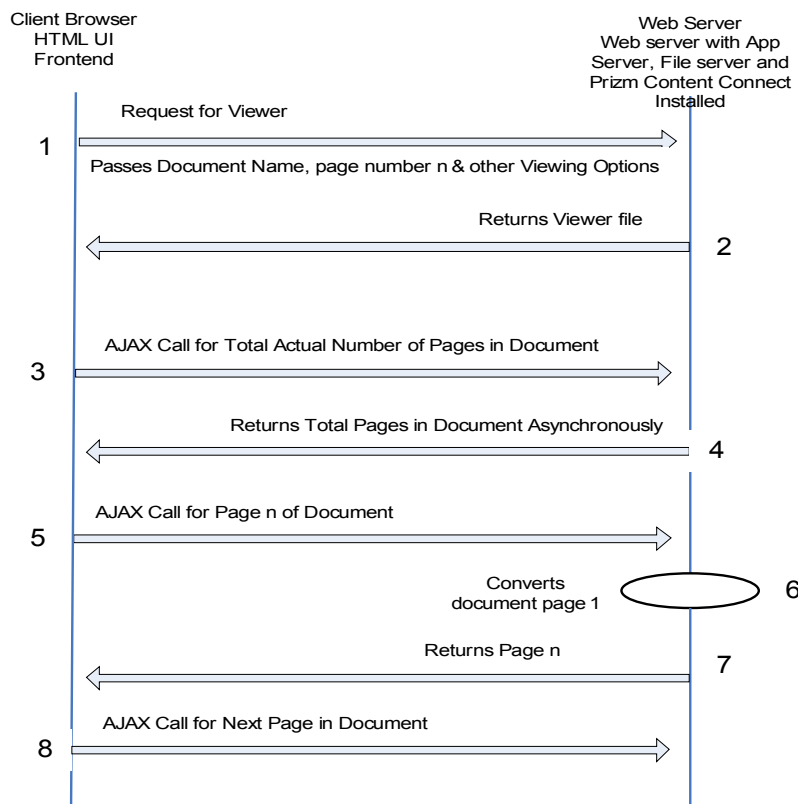 Client Browser
HTML UI
Frontend
Web Server
Web server with App
Server, File server and
Prizm Content Connect
Installed
Request for Viewer
1
Passes Document Name, page number n & other Viewing Options
Returns Viewer file
2
AJAX Call for Total Actual Number of Pages in Document
3
Returns Total Pages in Document Asynchronously
4
AJAX Call for Page n of Document
5
Converts
document page 1
6
Returns Page n
7
AJAX Call for Next Page in Document
8